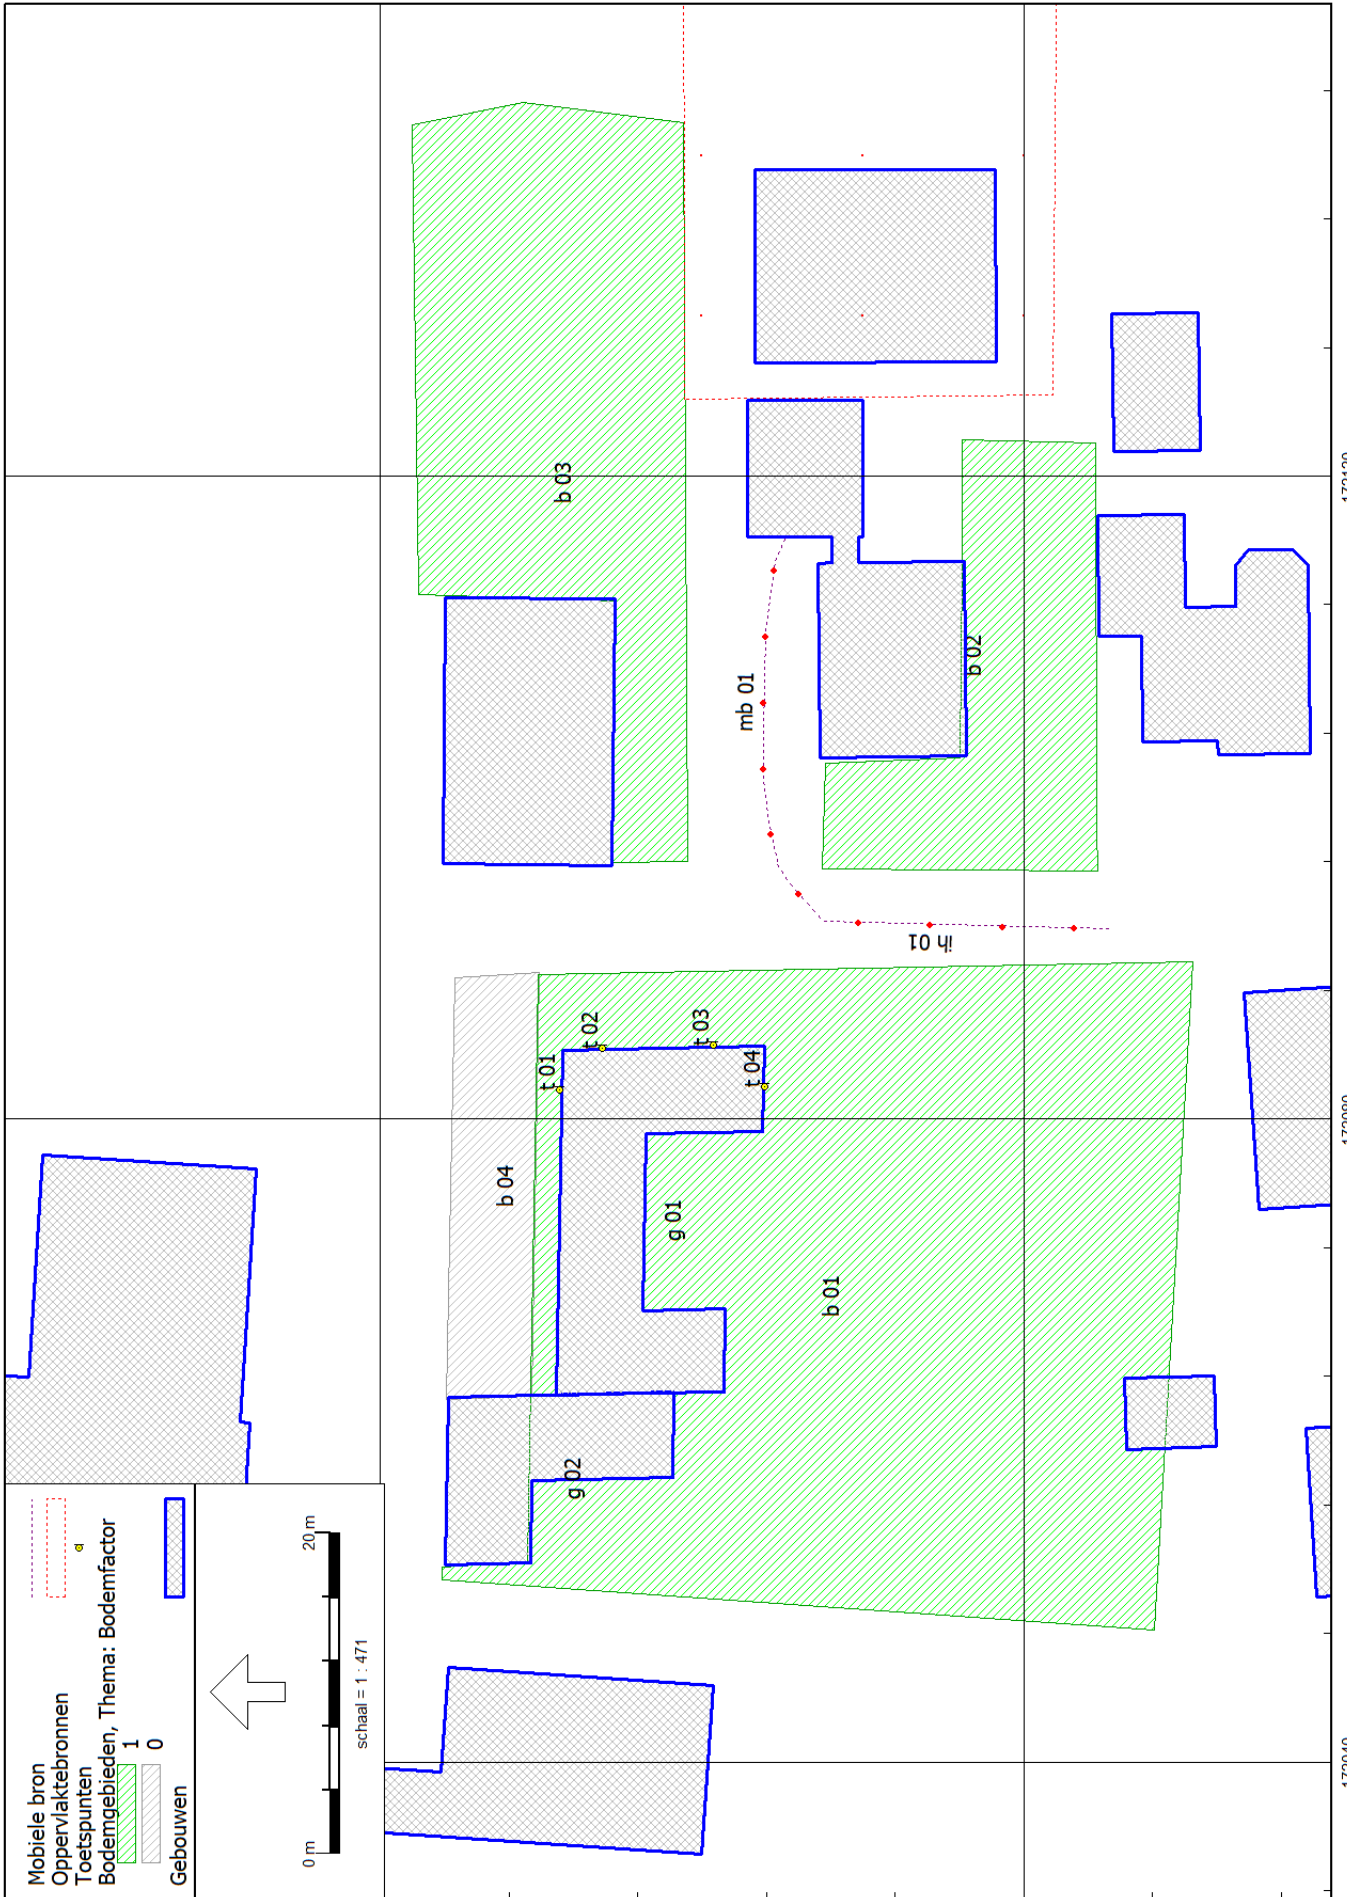 Mobiele bron
Oppervlaktebronnen
Toetspunten
Bodemgebieden, Thema: Bodemfactor
1
0
Gebouwen
0 m
20 m
schaal = 1 : 471
b 03
mb 01
b 02
ih 01
t 01
t 02
t 03
t 04
b 04
g 01
b 01
g 02